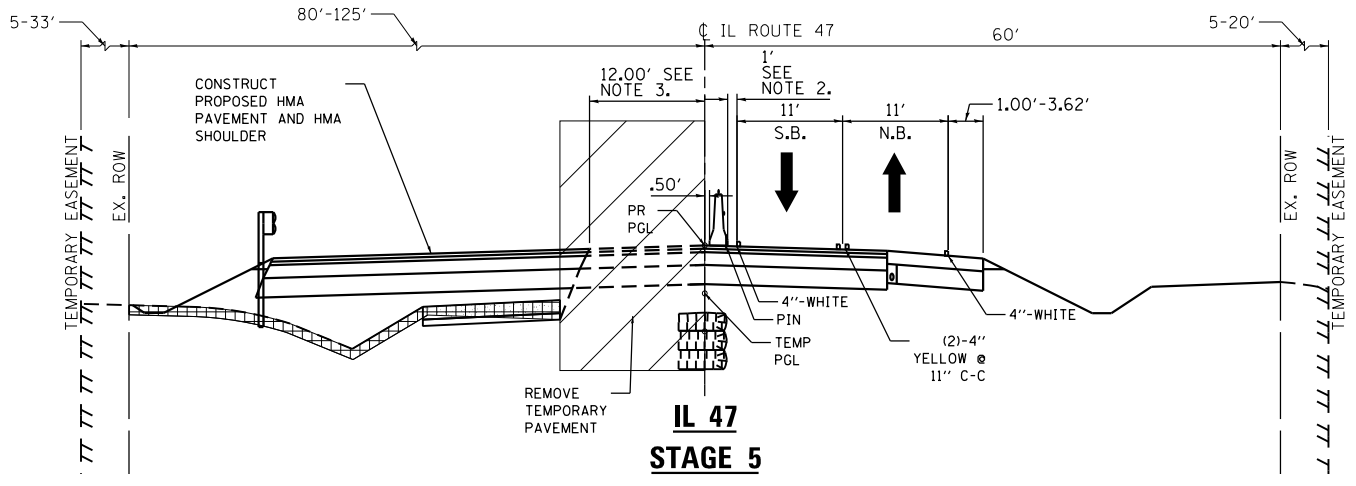 5-33'
80'-125'
℄ IL ROUTE 47
60'
5-20'
CONSTRUCT
PROPOSED HMA
PAVEMENT AND HMA
SHOULDER
12.00' SEE
NOTE 3.
1'
SEE
NOTE 2.
11'
S.B.
11'
N.B.
1.00'-3.62'
TEMPORARY EASEMENT
EX. ROW
.50'
PR
PGL
EX. ROW
TEMPORARY EASEMENT
4''-WHITE
PIN
TEMP
PGL
(2)-4''
YELLOW @
11'' C-C
4''-WHITE
REMOVE
TEMPORARY
PAVEMENT
IL 47
STAGE 5